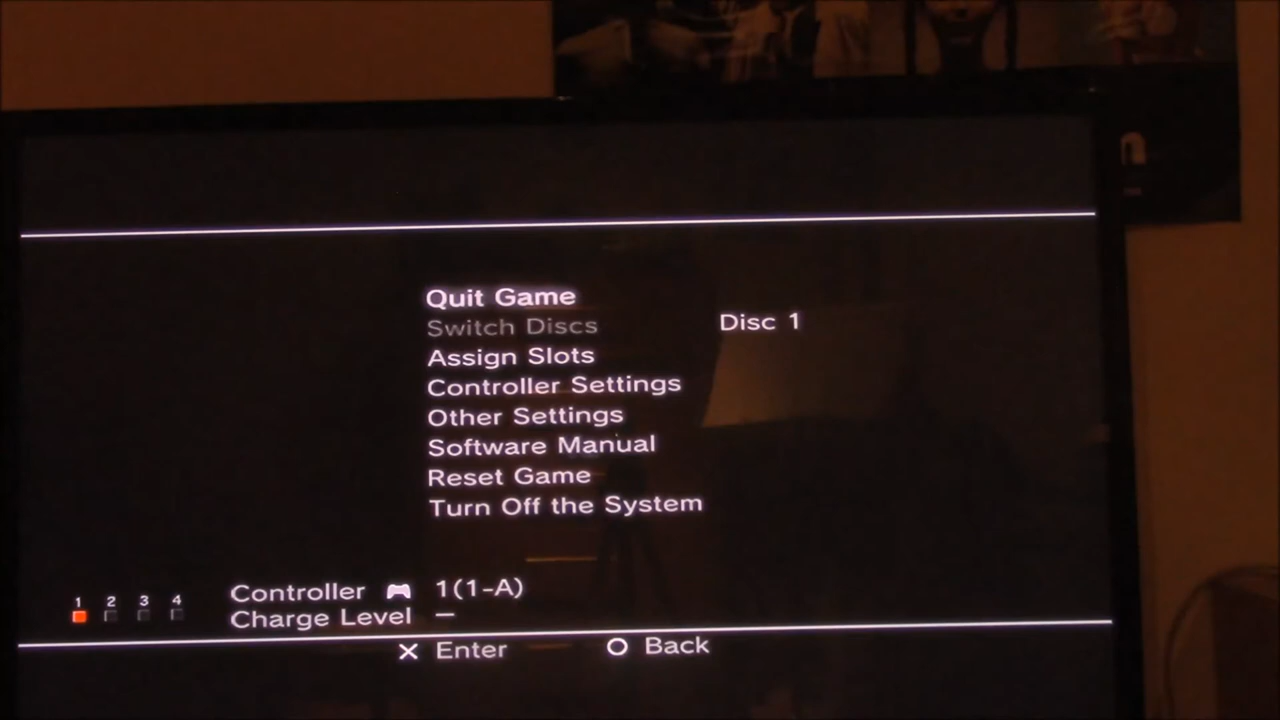 Quit Game
Switch Discs Disc 1
Assign Slots
Controller Settings
Other Settings
Software Manual
Reset Game
Turn Off the System
1 2 3 4
Controller 1(1-A)
Charge Level —
X Enter O Back